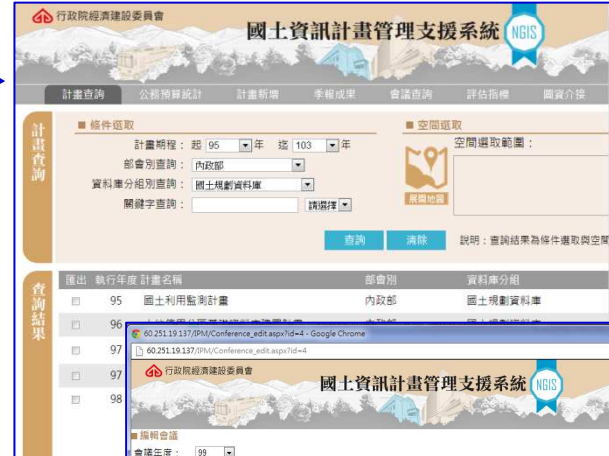 行政院經濟建設委員會
國土資訊計畫管理支援系統 NGIS
計畫查詢 公務預算統計 計畫新增 季報成果 會議查詢 評估指標 圖資介接
計畫查詢
■ 條件選取
計畫期程： 起 95 年 迄 103 年
部會別查詢： 內政部
資料庫分組別查詢： 國土規劃資料庫
關鍵字查詢： 請選擇
■ 空間選取
空間選取範圍：
展開地圖
查詢 清除 說明：查詢結果為條件選取與空間
查詢結果
匯出 執行年度 計畫名稱 部會別 資料庫分組
95 國土利用監測計畫 內政部 國土規劃資料庫
96
97
97
98
60.251.19.137/IPM/Conference_edit.aspx?id=4 - Google Chrome
60.251.19.137/IPM/Conference_edit.aspx?id=4
行政院經濟建設委員會
國土資訊計畫管理支援系統 NGIS
■ 編輯會議
會議年度： 99